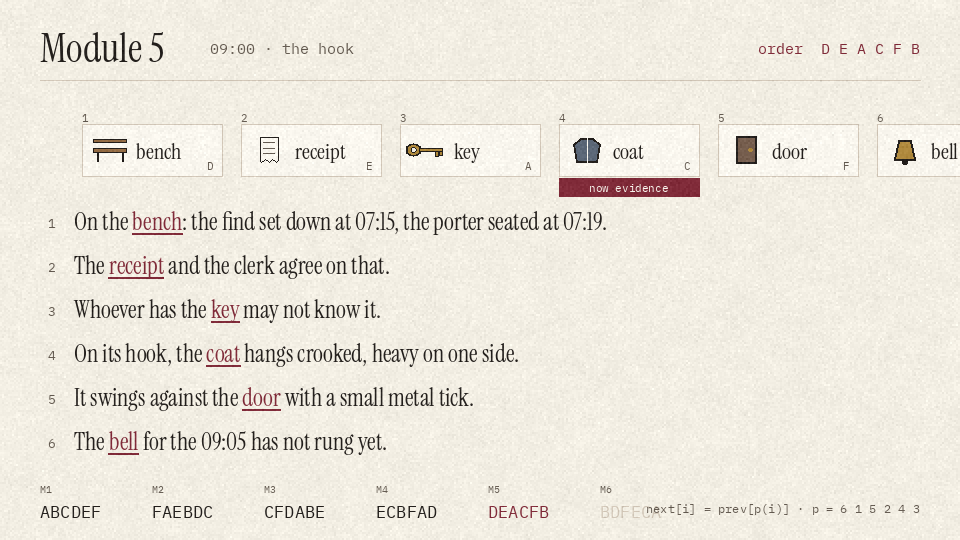 Module 5
09:00 · the hook
order D E A C F B
1 2 3 4 5 6
bench D receipt E key A coat C door F bell
now evidence
1 On the bench: the find set down at 07:15, the porter seated at 07:19.
2 The receipt and the clerk agree on that.
3 Whoever has the key may not know it.
4 On its hook, the coat hangs crooked, heavy on one side.
5 It swings against the door with a small metal tick.
6 The bell for the 09:05 has not rung yet.
M1 M2 M3 M4 M5 M6
ABCDEF FAEBDC CFDABE ECBFAD DEACFB BDFECA
next[i] = prev[p(i)] · p = 6 1 5 2 4 3